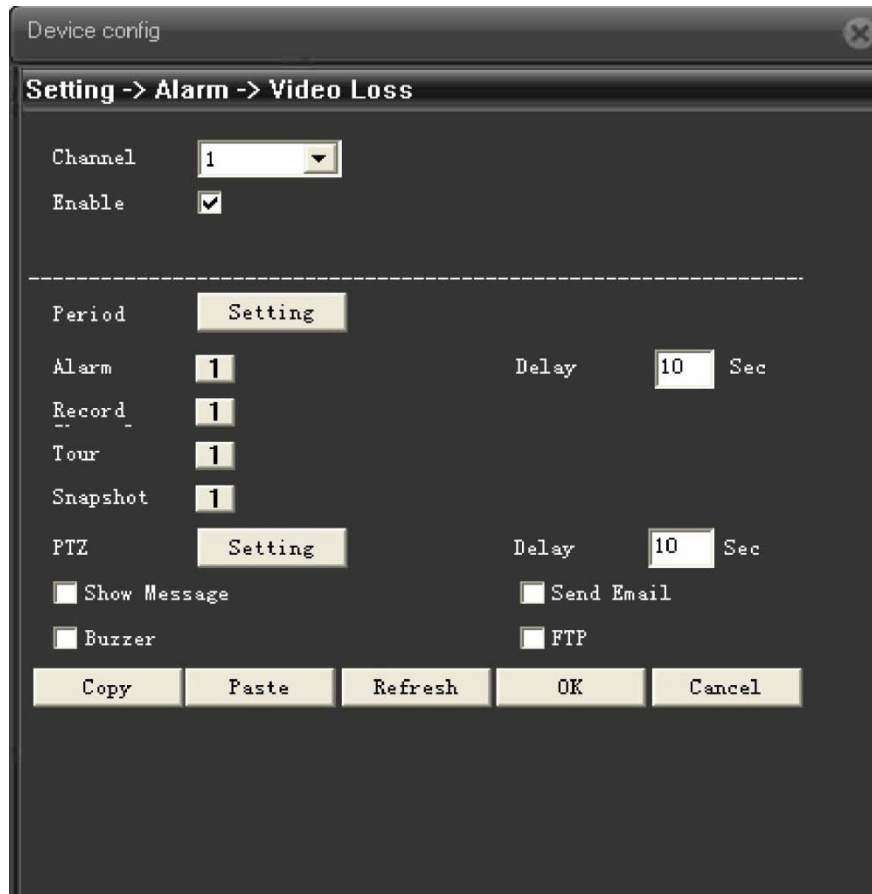 Device config
Setting -> Alarm -> Video Loss
Channel 1
Enable
Period Setting
Alarm 1 Delay 10 Sec
Record 1
Tour 1
Snapshot 1
PTZ Setting Delay 10 Sec
Show Message Send Email
Buzzer FTP
Copy Paste Refresh OK Cancel